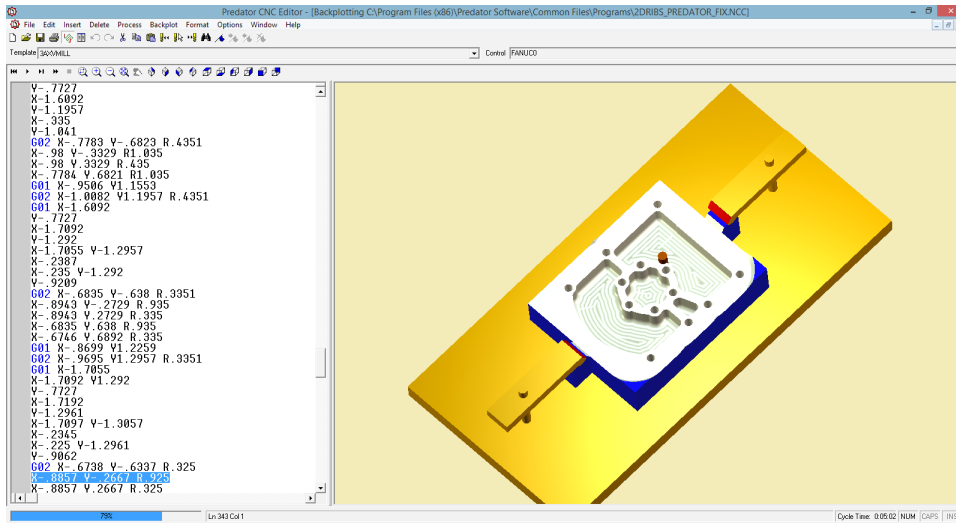 Predator CNC Editor - [Backplotting C:\Program Files (x86)\Predator Software\Common Files\Programs\2DRIBS_PREDATOR_FIX.NCC]
File Edit Insert Delete Process Backplot Format Options Window Help
Template 3AXVMILL Control FANUC0
Y-.7727
X-1.6092
Y-1.1957
X-.335
Y-1.041
G02 X-.7783 Y-.6823 R.4351
X-.98 Y-.3329 R1.035
X-.98 Y.3329 R.435
X-.7784 Y.6821 R1.035
G01 X-.9506 Y1.1553
G02 X-1.0082 Y1.1957 R.4351
G01 X-1.6092
Y-.7727
X-1.7092
Y-1.292
X-1.7055 Y-1.2957
X-.2387
X-.235 Y-1.292
Y-.9209
G02 X-.6835 Y-.638 R.3351
X-.8943 Y-.2729 R.935
X-.8943 Y.2729 R.335
X-.6835 Y.638 R.935
X-.6746 Y.6892 R.335
G01 X-.8699 Y1.2259
G02 X-.9695 Y1.2957 R.3351
G01 X-1.7055
X-1.7092 Y1.292
Y-.7727
X-1.7192
Y-1.2961
X-1.7097 Y-1.3057
X-.2345
X-.225 Y-1.2961
Y-.9062
G02 X-.6738 Y-.6337 R.325
X-.8857 Y-.2667 R.925
X-.8857 Y.2667 R.325
79% Ln 343 Col 1 Cycle Time: 0:05:02 NUM CAPS INS